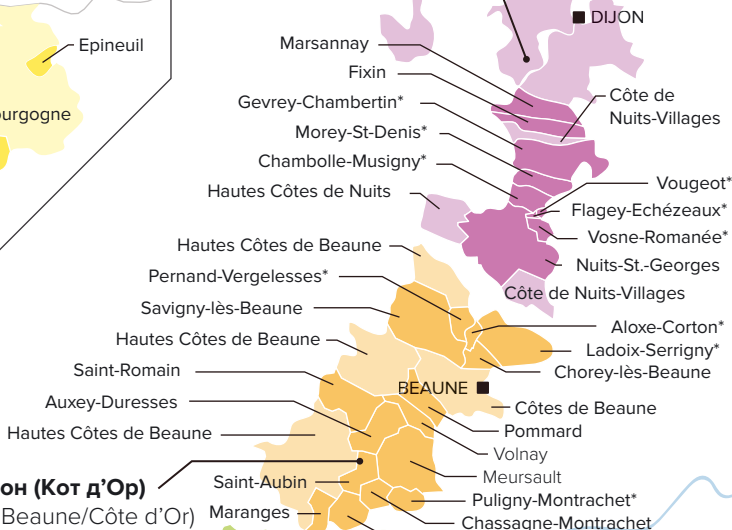 DIJON
Epineuil
ourgogne
Marsannay
Fixin
Gevrey-Chambertin*
Morey-St-Denis*
Chambolle-Musigny*
Hautes Côtes de Nuits
Côte de
Nuits-Villages
Vougeot*
Flagey-Echézeaux*
Vosne-Romanée*
Nuits-St.-Georges
Côte de Nuits-Villages
Hautes Côtes de Beaune
Pernand-Vergelesses*
Savigny-lès-Beaune
Hautes Côtes de Beaune
Saint-Romain
Auxey-Duresses
Hautes Côtes de Beaune
Aloxe-Corton*
Ladoix-Serrigny*
Chorey-lès-Beaune
BEAUNE
Côtes de Beaune
Pommard
Volnay
Meursault
он (Кот д’Ор)
Beaune/Côte d’Or)
Saint-Aubin
Maranges
Puligny-Montrachet*
Chassagne-Montrachet